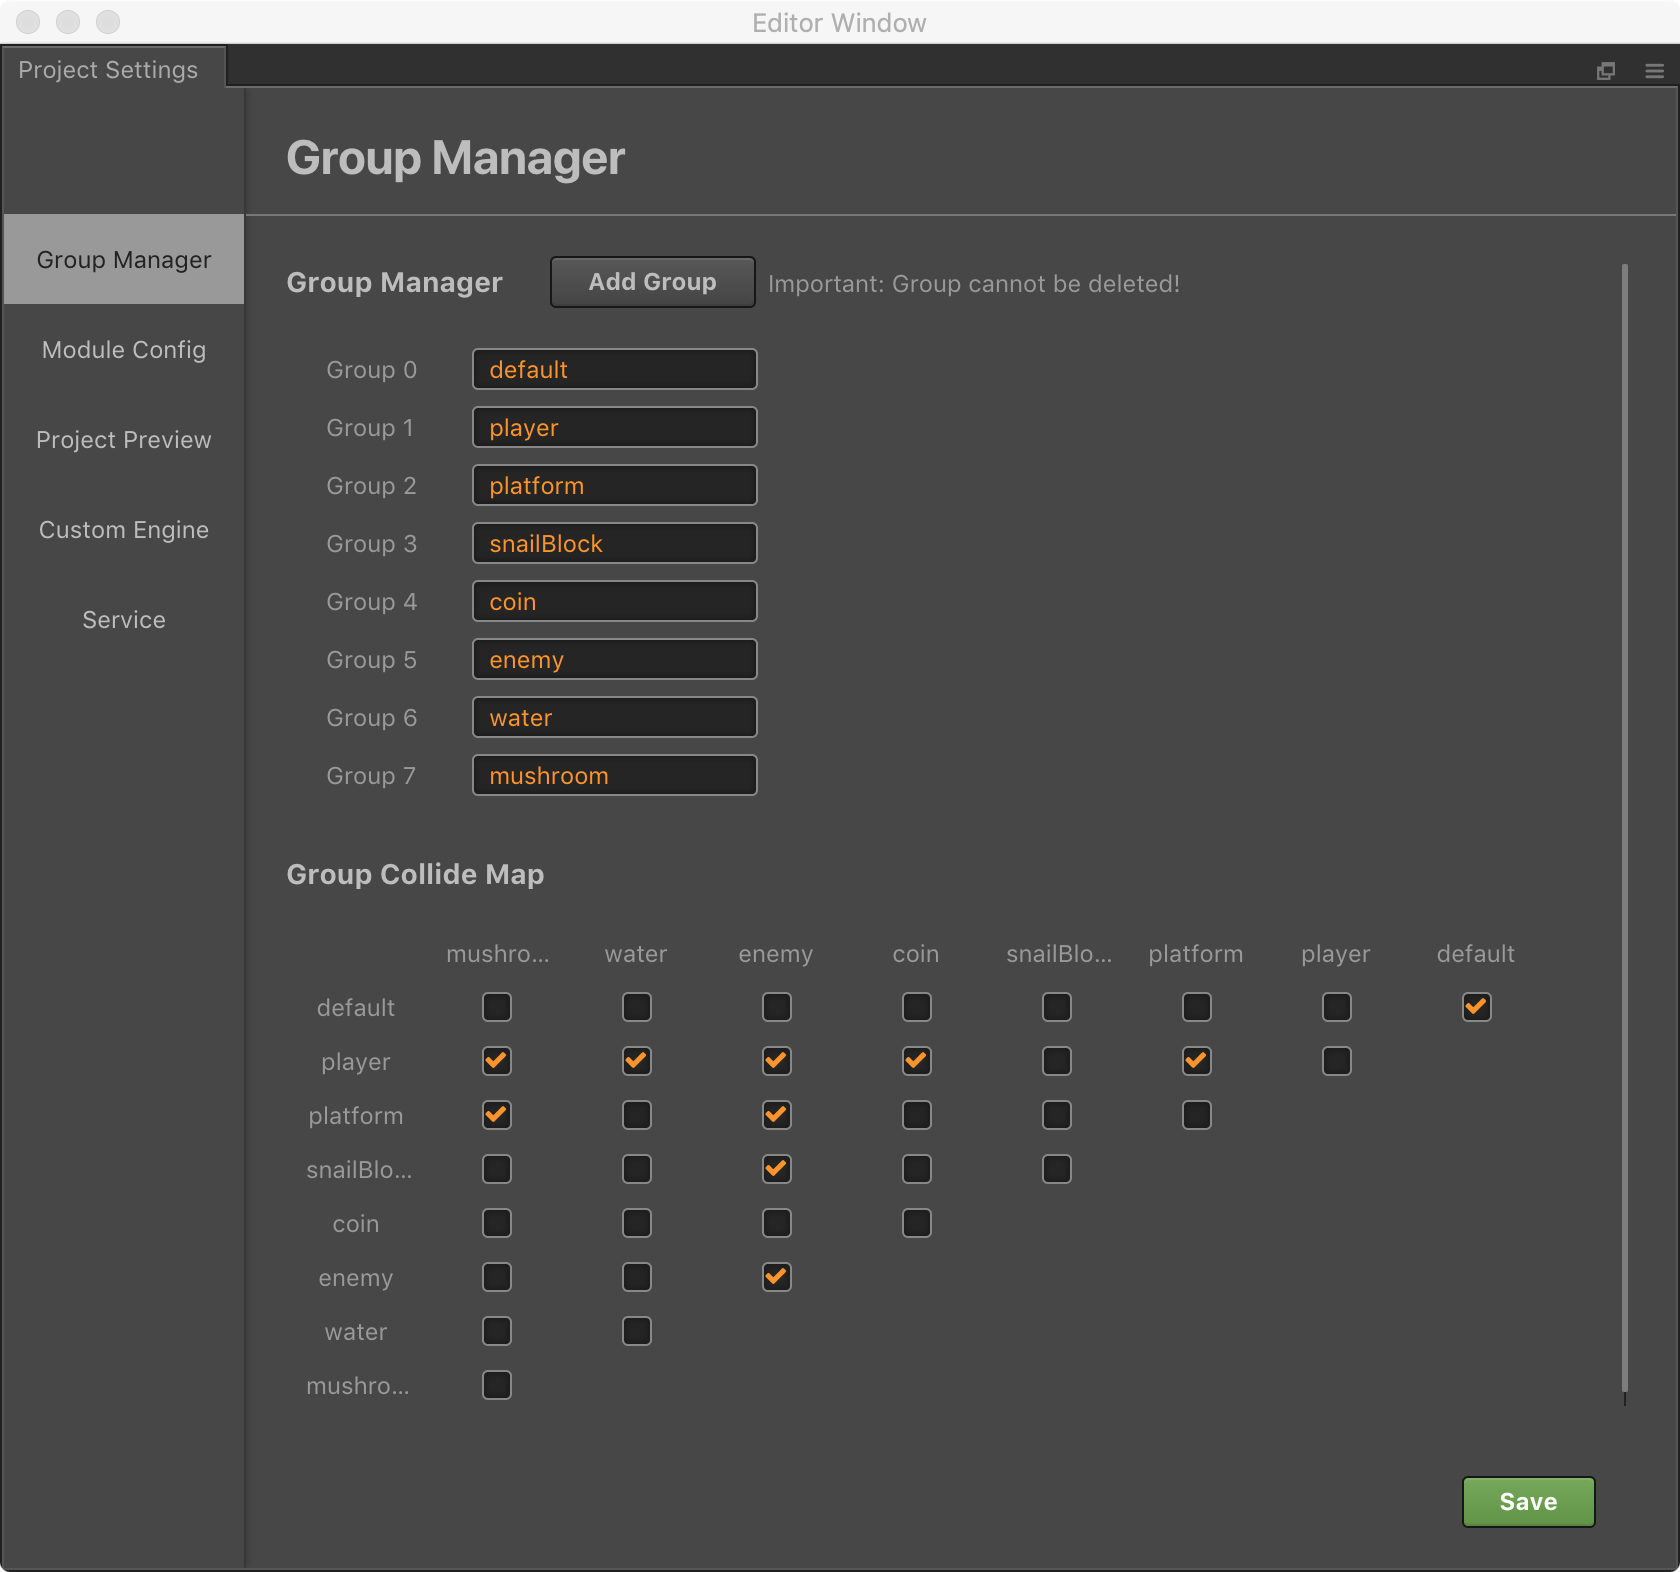 Editor Window
Project Settings
Group Manager
Group Manager
Module Config
Project Preview
Custom Engine
Service
Group Manager Add Group Important: Group cannot be deleted!
Group 0 default
Group 1 player
Group 2 platform
Group 3 snailBlock
Group 4 coin
Group 5 enemy
Group 6 water
Group 7 mushroom
Group Collide Map
mushro... water enemy coin snailBlo... platform player default
default
player
platform
snailBlo...
coin
enemy
water
mushro...
Save